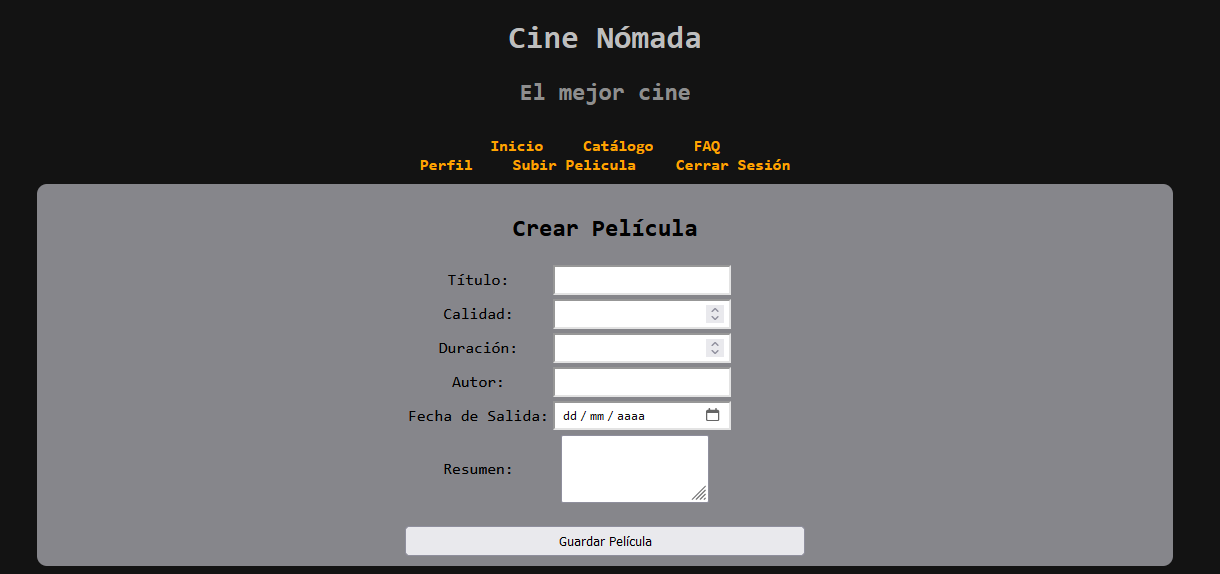 Cine Nómada
El mejor cine
Inicio Catálogo FAQ
Perfil Subir Pelicula Cerrar Sesión
Crear Película
Título:
Calidad:
Duración:
Autor:
Fecha de Salida: dd / mm / aaaa
Resumen:
Guardar Película